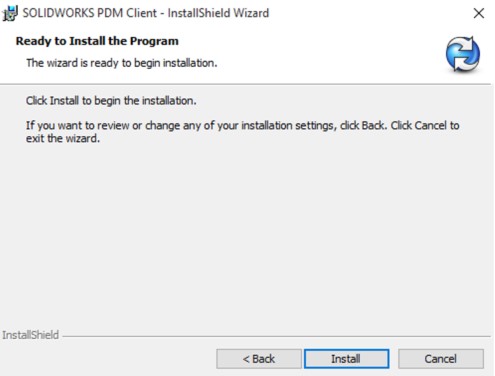 SOLIDWORKS PDM Client - InstallShield Wizard
Ready to Install the Program
The wizard is ready to begin installation.
Click Install to begin the installation.
If you want to review or change any of your installation settings, click Back. Click Cancel to
exit the wizard.
InstallShield
< Back Install Cancel